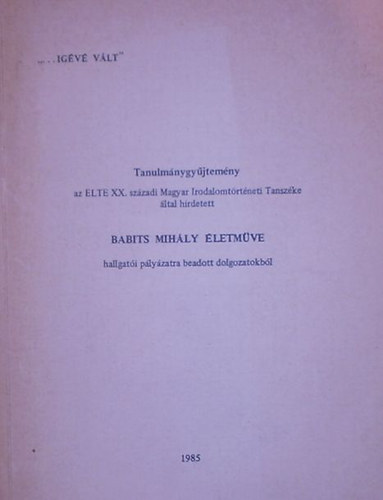 „...IGÉVÉ VÁLT”
Tanulmánygyűjtemény
az ELTE XX. századi Magyar Irodalomtörténeti Tanszéke
által hirdetett
BABITS MIHÁLY ÉLETMŰVE
hallgatói pályázatra beadott dolgozatokból
1985